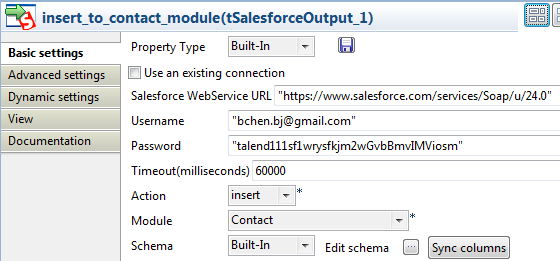 insert_to_contact_module(tSalesforceOutput_1)
Basic settings
Advanced settings
Dynamic settings
View
Documentation
Property Type Built-In
Use an existing connection
Salesforce WebService URL "https://www.salesforce.com/services/Soap/u/24.0"
Username "bchen.bj@gmail.com"
Password "talend111sf1wrysfkjm2wGvbBmvIMViosm"
Timeout(milliseconds) 60000
Action insert *
Module Contact *
Schema Built-In Edit schema ... Sync columns